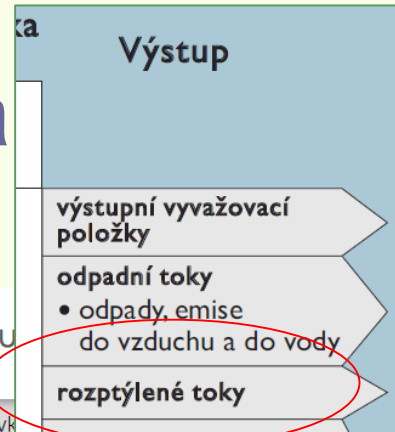 ka
Výstup
výstupní vyvažovací
položky
odpadní toky
• odpady, emise
do vzduchu a do vody
rozptýlené toky